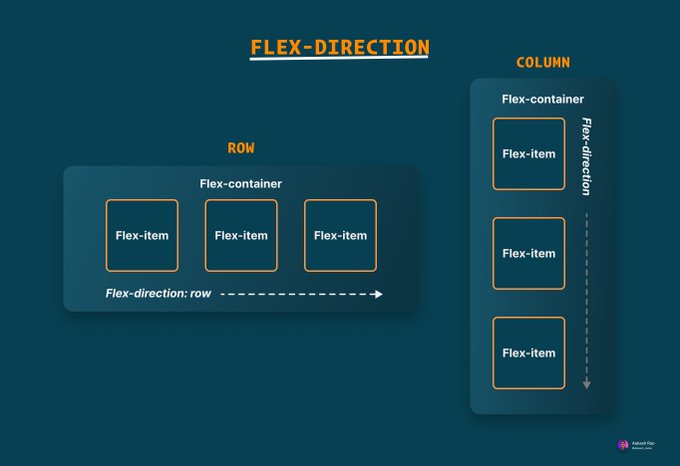 FLEX-DIRECTION
ROW
Flex-container
Flex-item Flex-item Flex-item
Flex-direction: row
COLUMN
Flex-container
Flex-item
Flex-direction
Flex-item
Flex-item
Aakash Rao